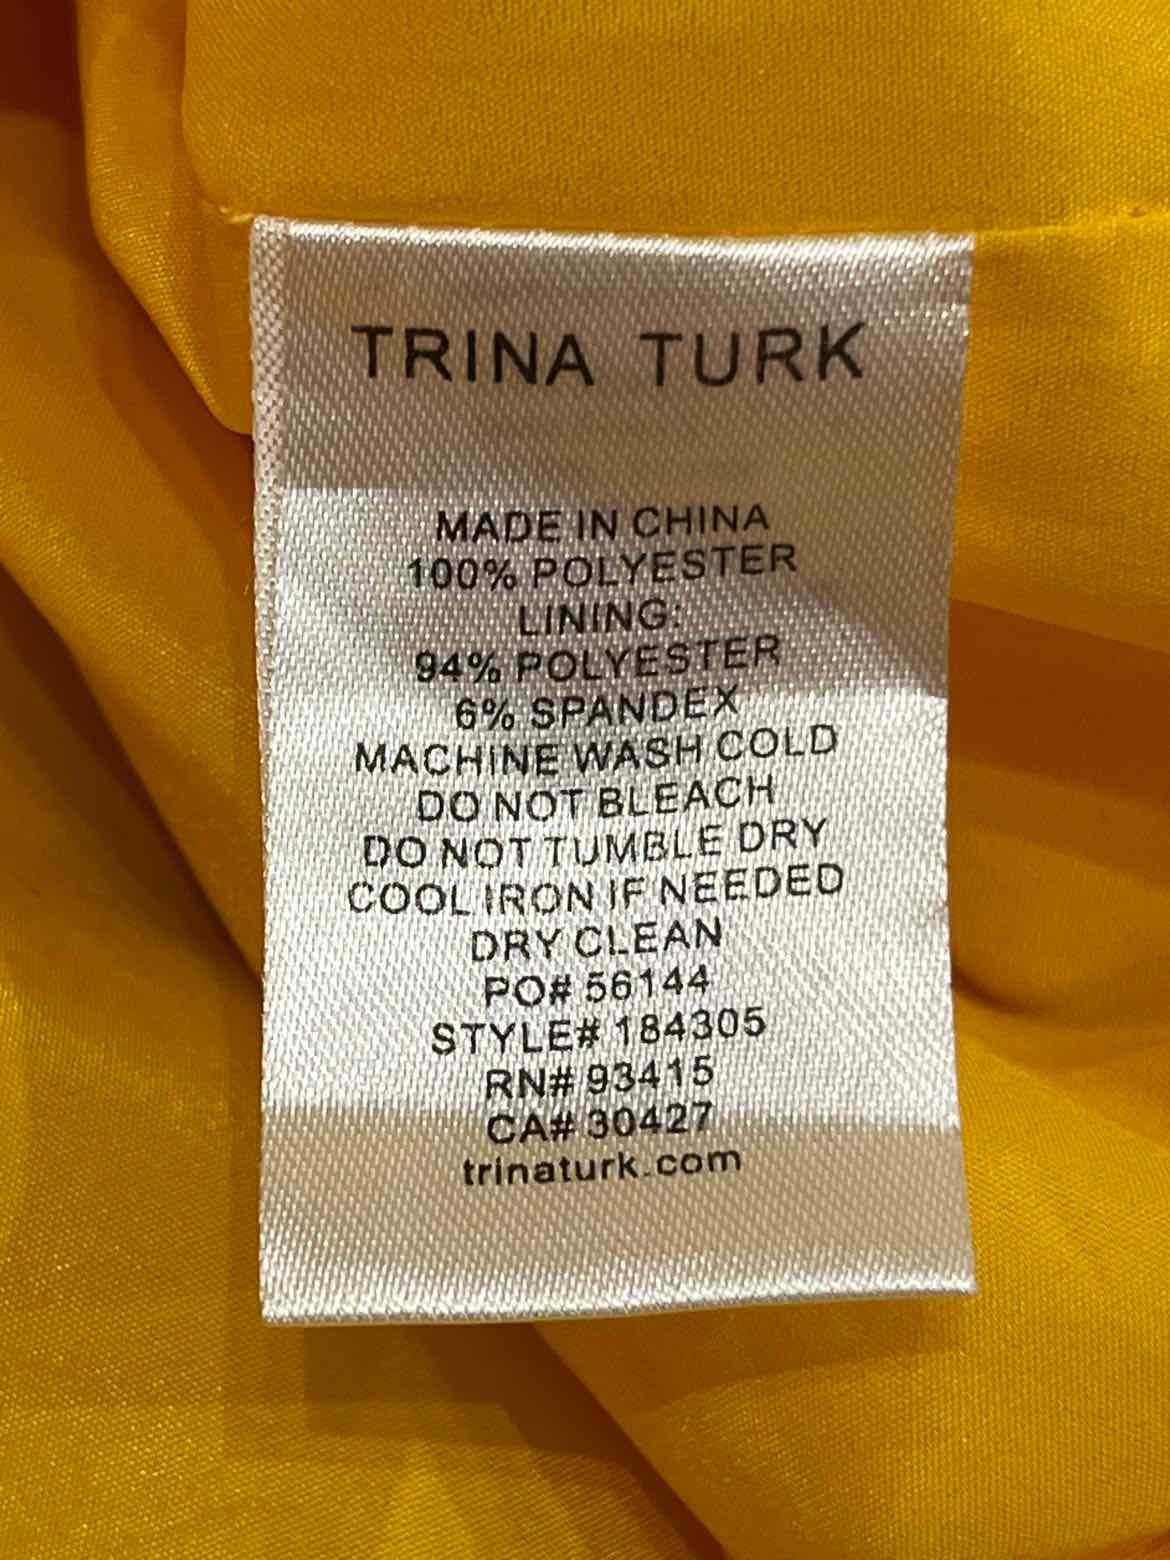 TRINA TURK
MADE IN CHINA
100% POLYESTER
LINING:
94% POLYESTER
6% SPANDEX
MACHINE WASH COLD
DO NOT BLEACH
DO NOT TUMBLE DRY
COOL IRON IF NEEDED
DRY CLEAN
PO# 56144
STYLE# 184305
RN# 93415
CA# 30427
trinaturk.com